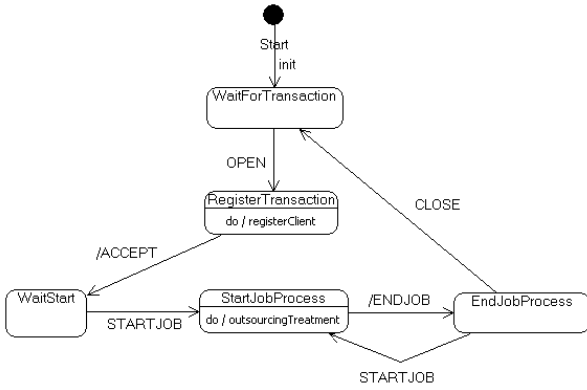 Start
init
WaitForTransaction
OPEN
RegisterTransaction
do / registerClient
CLOSE
/ACCEPT
WaitStart
STARTJOB
StartJobProcess
do / outsourcingTreatment
/ENDJOB
EndJobProcess
STARTJOB